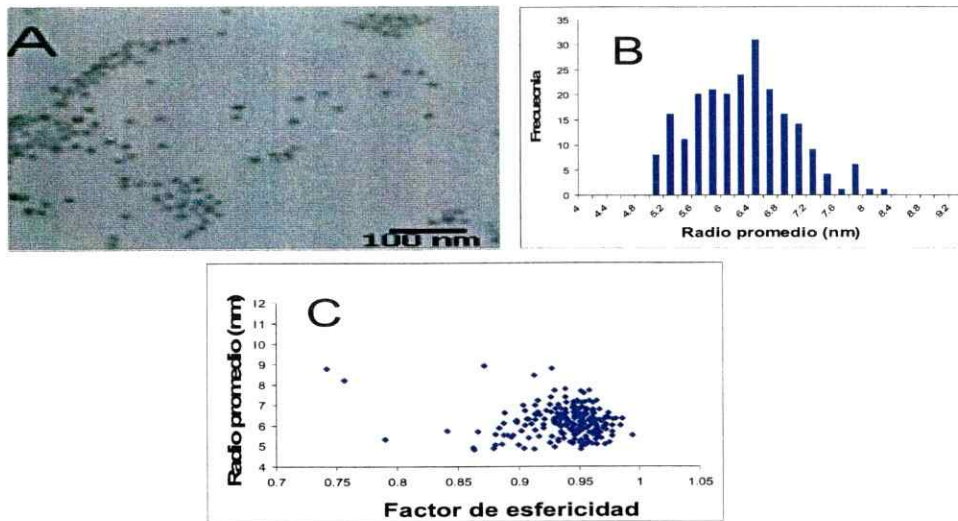 A
100 nm
B
Frecuecnia
35
30
25
20
15
10
5
0
4 4.4 4.8 5.2 5.6 6 6.4 6.8 7.2 7.6 8 8.4 8.8 9.2
Radio promedio (nm)
C
Radio promedio (nm)
12
11
10
9
8
7
6
5
4
0.7 0.75 0.8 0.85 0.9 0.95 1 1.05
Factor de esfericidad